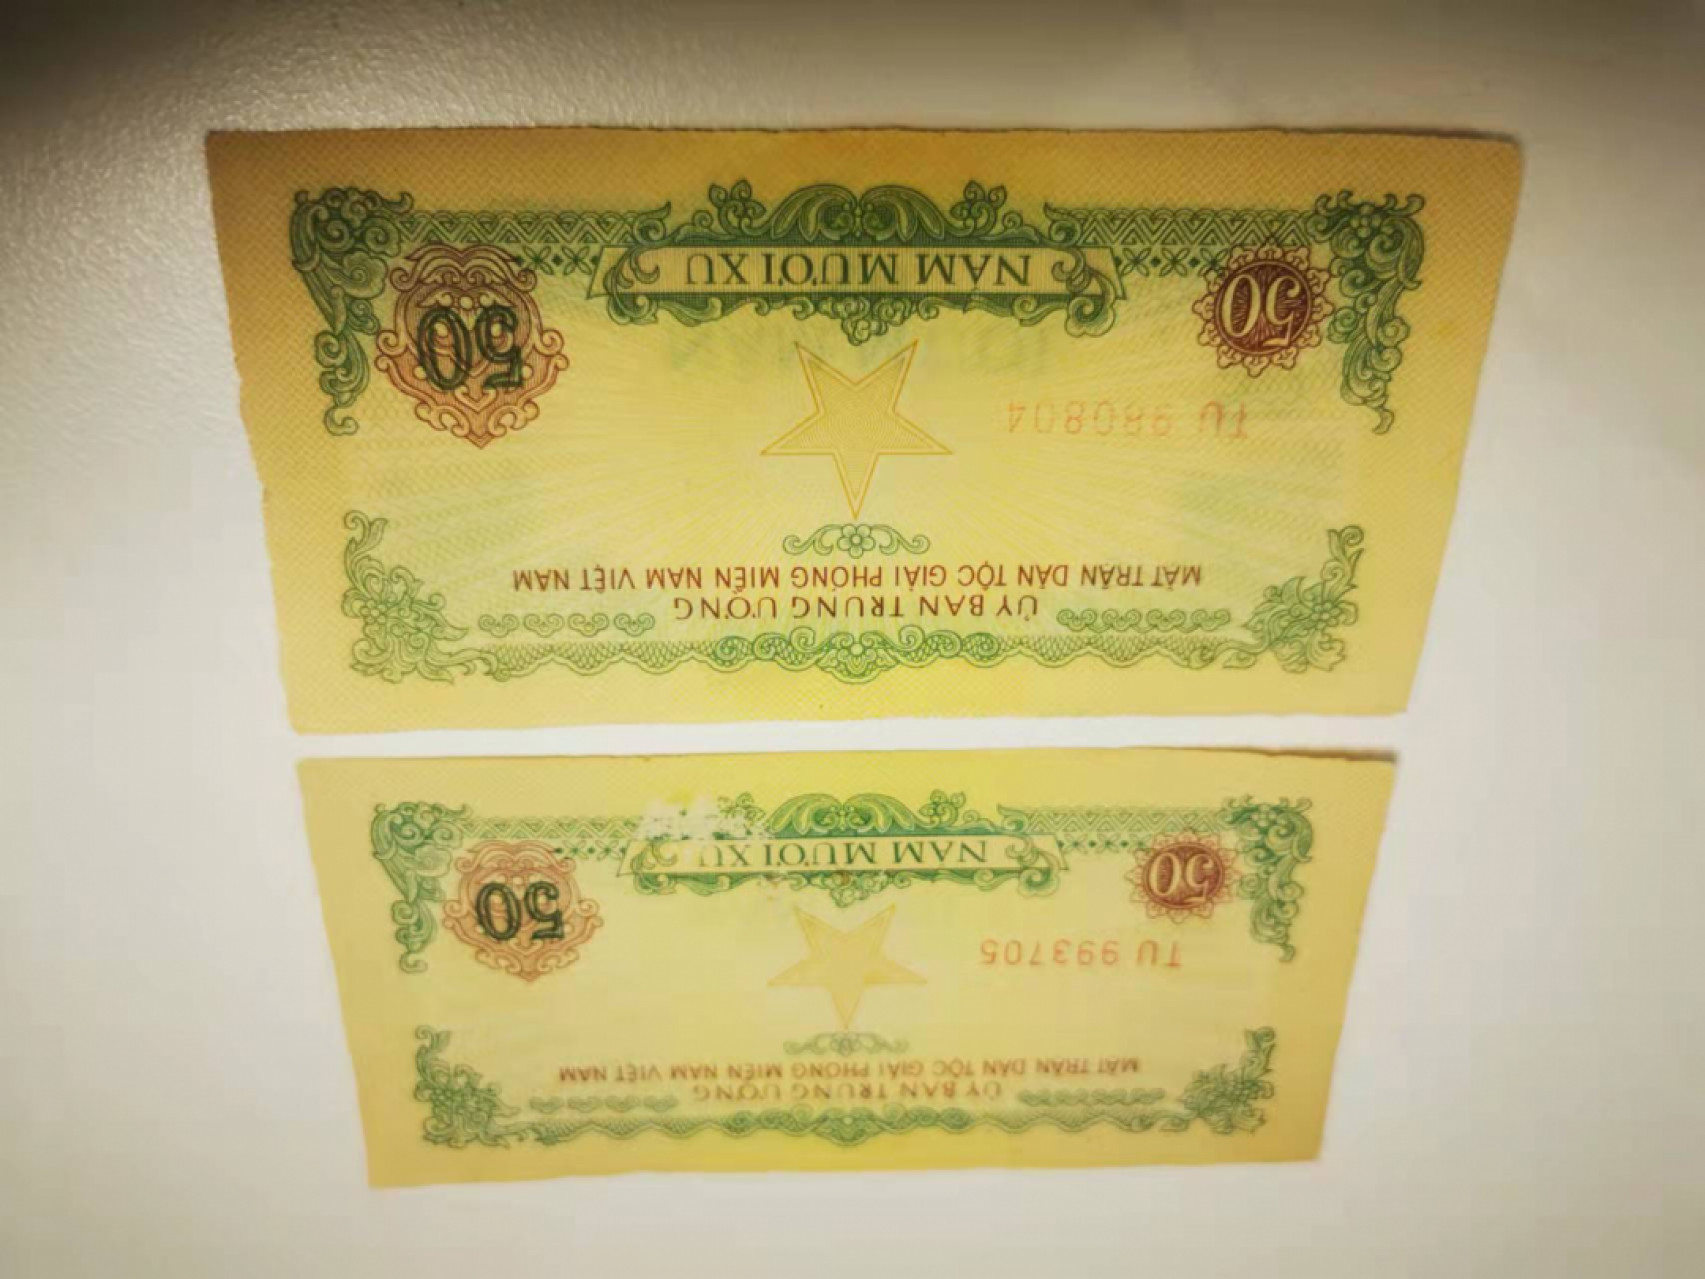 ỦY BAN TRUNG ƯƠNG
MẶT TRẬN DÂN TỘC GIẢI PHÓNG MIỀN NAM VIỆT NAM
TU 993705
50 50
NĂM MƯƠI XU
ỦY BAN TRUNG ƯƠNG
MẶT TRẬN DÂN TỘC GIẢI PHÓNG MIỀN NAM VIỆT NAM
TU 980804
50 50
NĂM MƯƠI XU